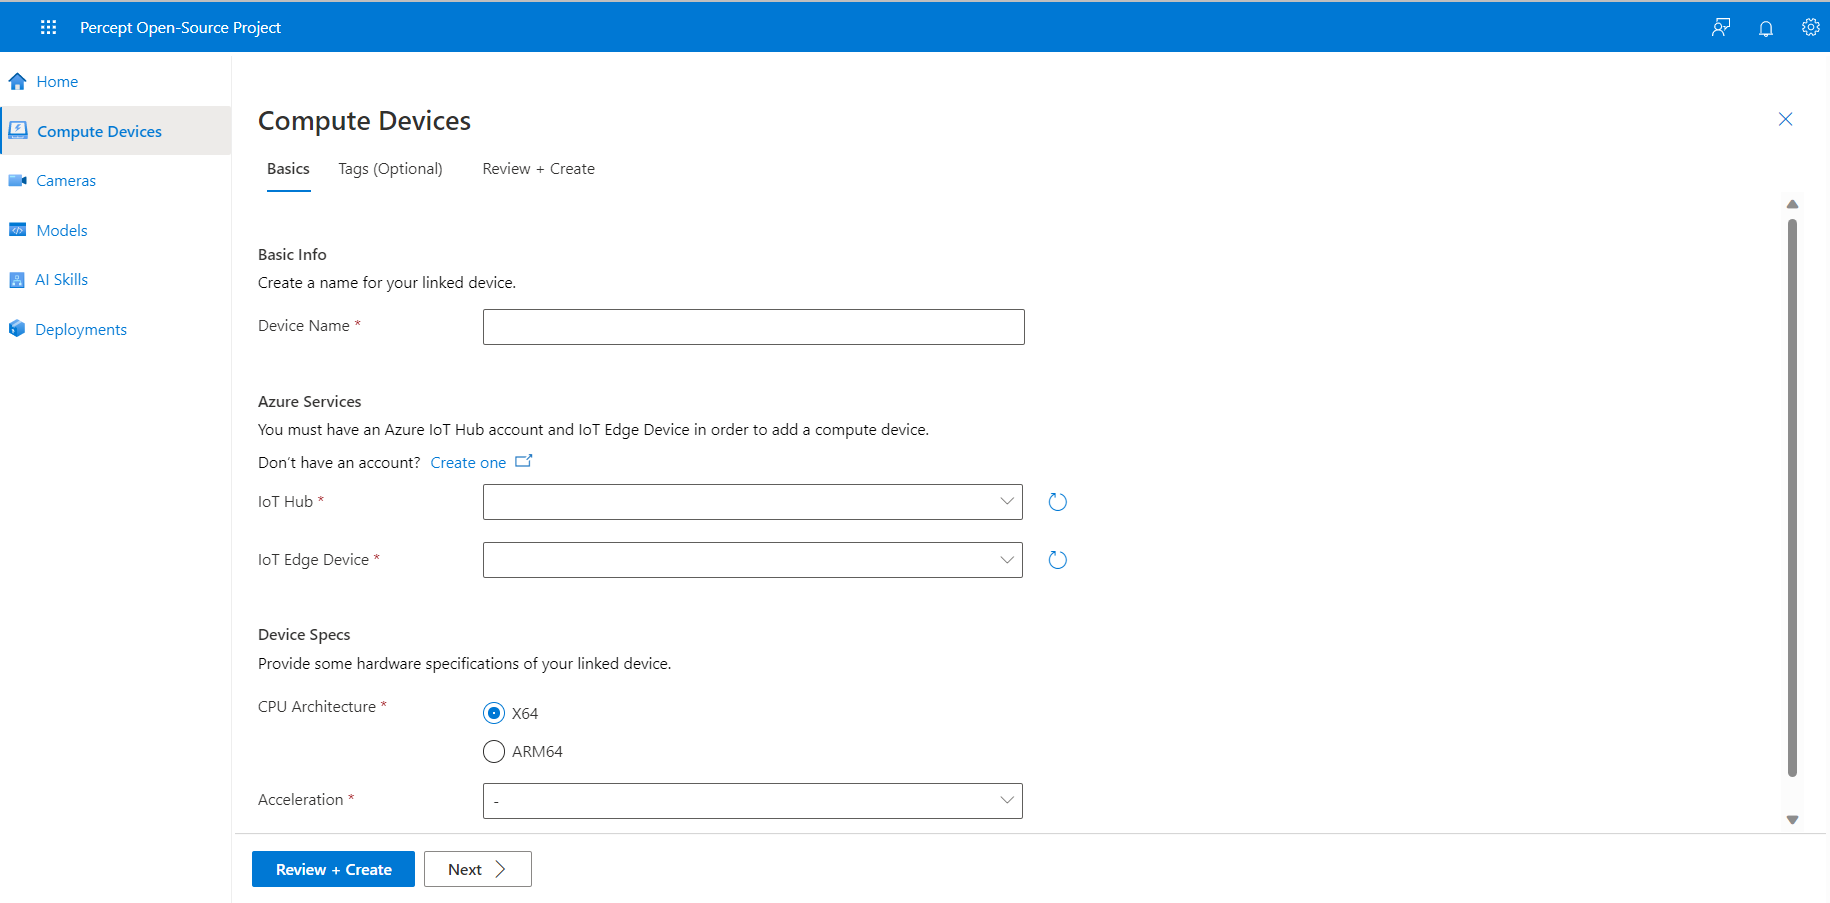 Percept Open-Source Project
Home
Compute Devices
Cameras
Models
AI Skills
Deployments
Compute Devices
Basics Tags (Optional) Review + Create
Basic Info
Create a name for your linked device.
Device Name *
Azure Services
You must have an Azure IoT Hub account and IoT Edge Device in order to add a compute device.
Don't have an account? Create one
IoT Hub *
IoT Edge Device *
Device Specs
Provide some hardware specifications of your linked device.
CPU Architecture *
X64
ARM64
Acceleration *
-
Review + Create
Next